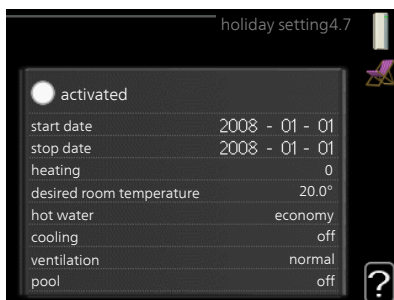 holiday setting4.7
activated
start date 2008 - 01 - 01
stop date 2008 - 01 - 01
heating 0
desired room temperature 20.0°
hot water economy
cooling off
ventilation normal
pool off
?